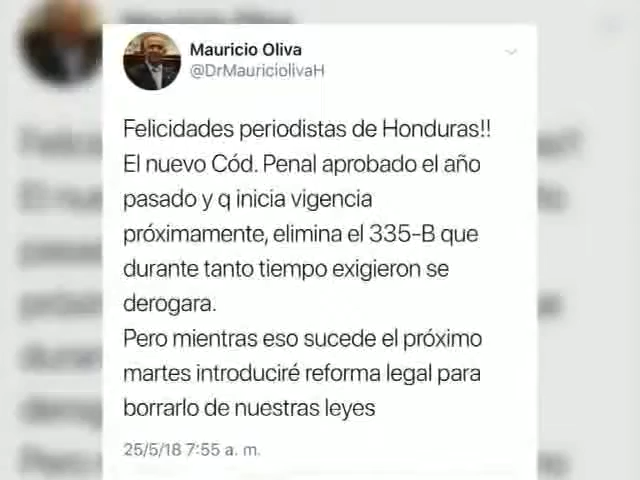 Mauricio Oliva
@DrMauriciolivaH
Felicidades periodistas de Honduras!!
El nuevo Cód. Penal aprobado el año
pasado y q inicia vigencia
próximamente, elimina el 335-B que
durante tanto tiempo exigieron se
derogara.
Pero mientras eso sucede el próximo
martes introduciré reforma legal para
borrarlo de nuestras leyes
25/5/18 7:55 a. m.